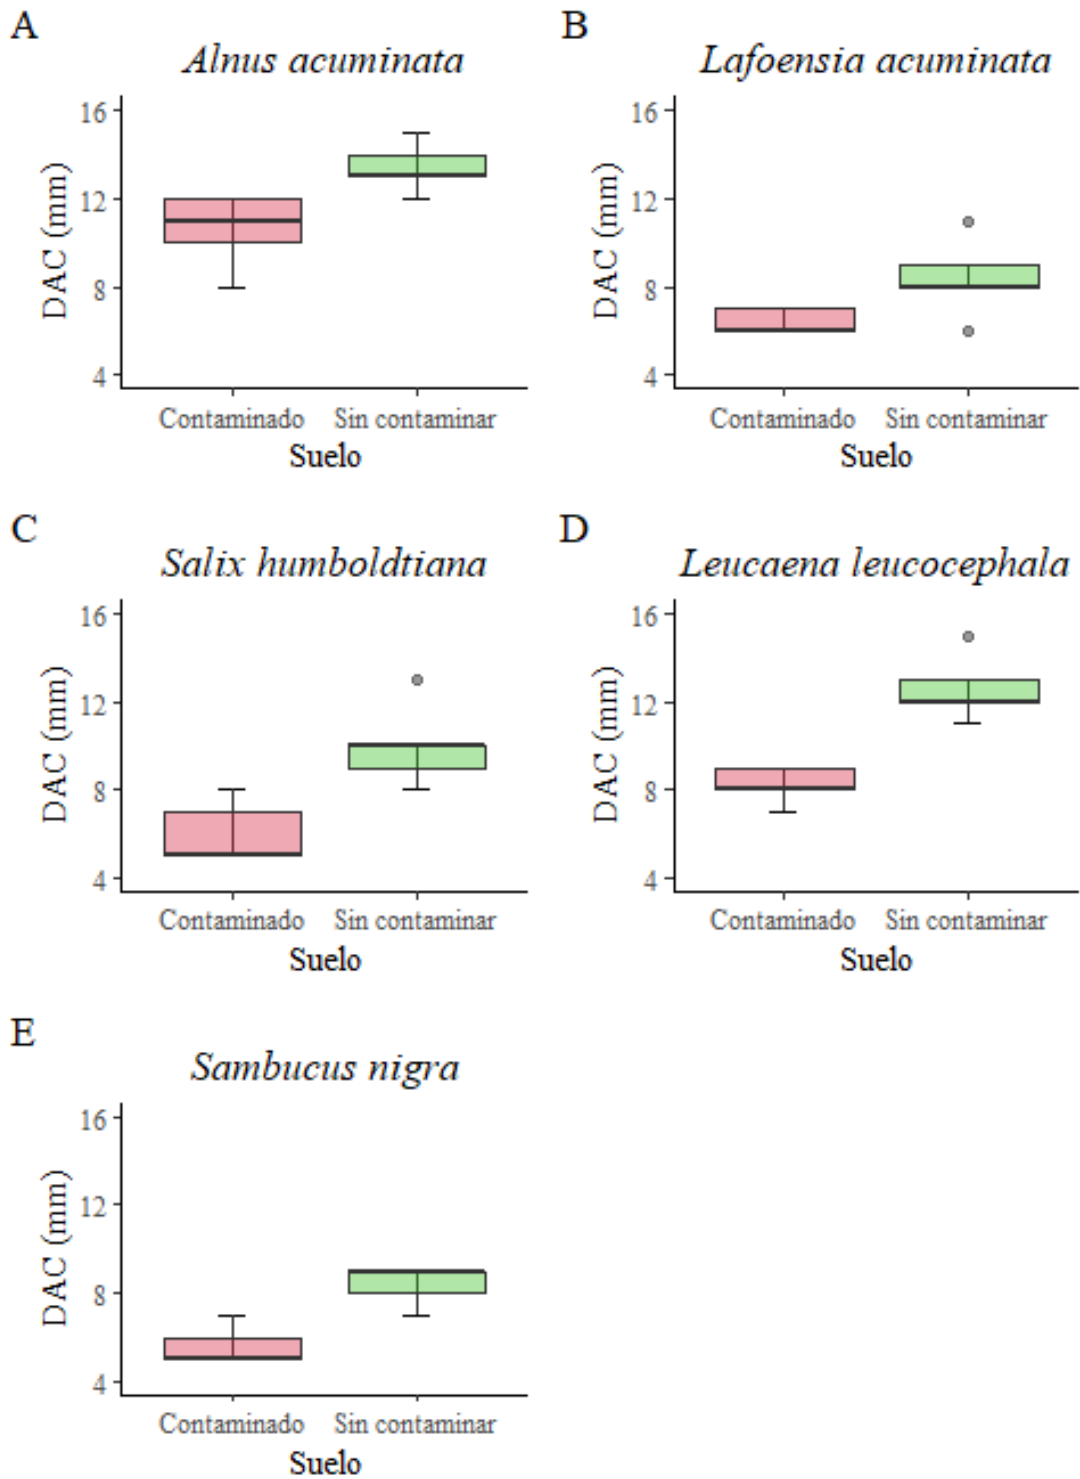 A
Alnus acuminata
16
12
8
4
DAC (mm)
Contaminado Sin contaminar
Suelo
B
Lafoensia acuminata
16
12
8
4
DAC (mm)
Contaminado Sin contaminar
Suelo
C
Salix humboldtiana
16
12
8
4
DAC (mm)
Contaminado Sin contaminar
Suelo
D
Leucaena leucocephala
16
12
8
4
DAC (mm)
Contaminado Sin contaminar
Suelo
E
Sambucus nigra
16
12
8
4
DAC (mm)
Contaminado Sin contaminar
Suelo